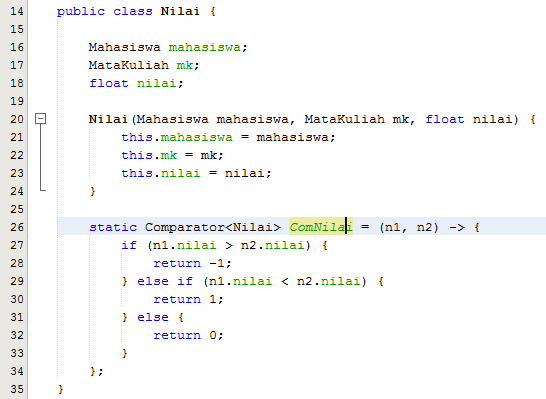 14 public class Nilai {
15
16     Mahasiswa mahasiswa;
17     MataKuliah mk;
18     float nilai;
19
20     Nilai(Mahasiswa mahasiswa, MataKuliah mk, float nilai) {
21         this.mahasiswa = mahasiswa;
22         this.mk = mk;
23         this.nilai = nilai;
24     }
25
26     static Comparator<Nilai> ComNilai = (n1, n2) -> {
27         if (n1.nilai > n2.nilai) {
28             return -1;
29         } else if (n1.nilai < n2.nilai) {
30             return 1;
31         } else {
32             return 0;
33         }
34     };
35 }